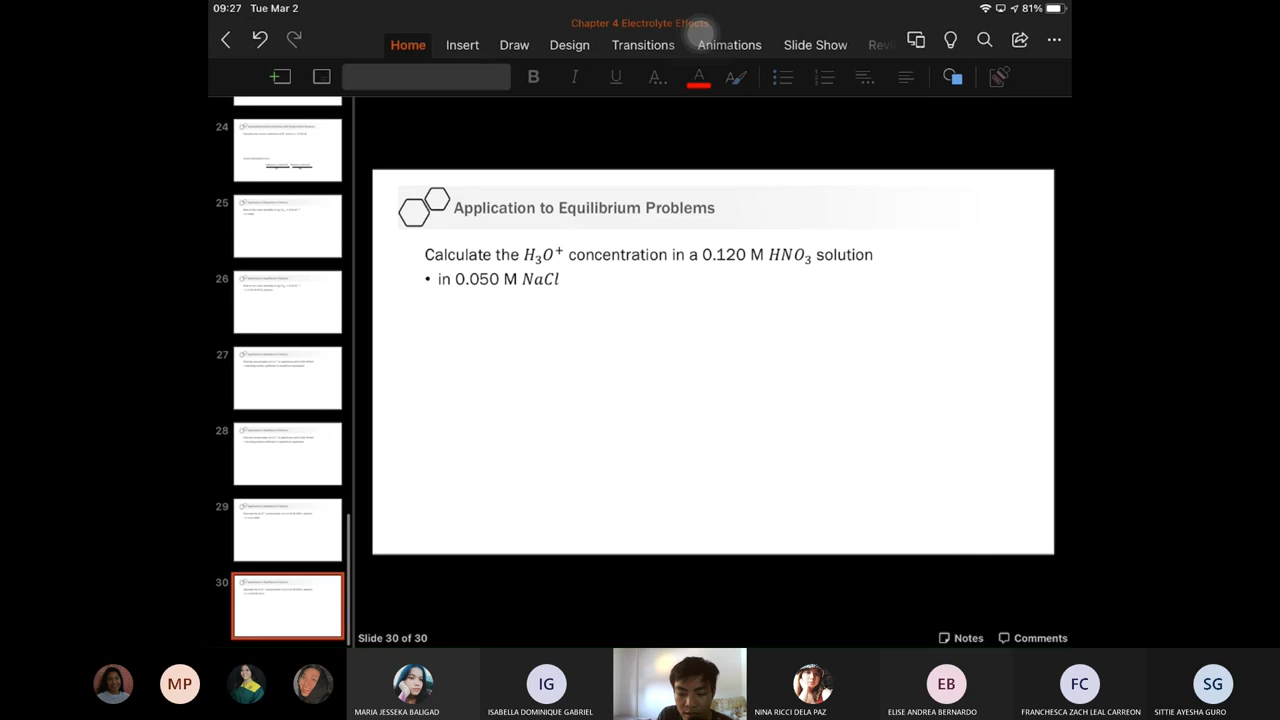 09:27 Tue Mar 2
81%
Chapter 4 Electrolyte Effects
Home Insert Draw Design Transitions Animations Slide Show Revi
B I U A.. A
24
25
26
27
28
29
30
Application to Equilibrium Problems
Calculate the H₃O⁺ concentration in a 0.120 M HNO₃ solution
• in 0.050 M NaCl
Slide 30 of 30
Notes Comments
MP IG EB FC SG
MARIA JESSEKA BALIGAD ISABELLA DOMINIQUE GABRIEL NINA RICCI DELA PAZ ELISE ANDREA BERNARDO FRANCHESCA ZACH LEAL CARREON SITTIE AYESHA GURO